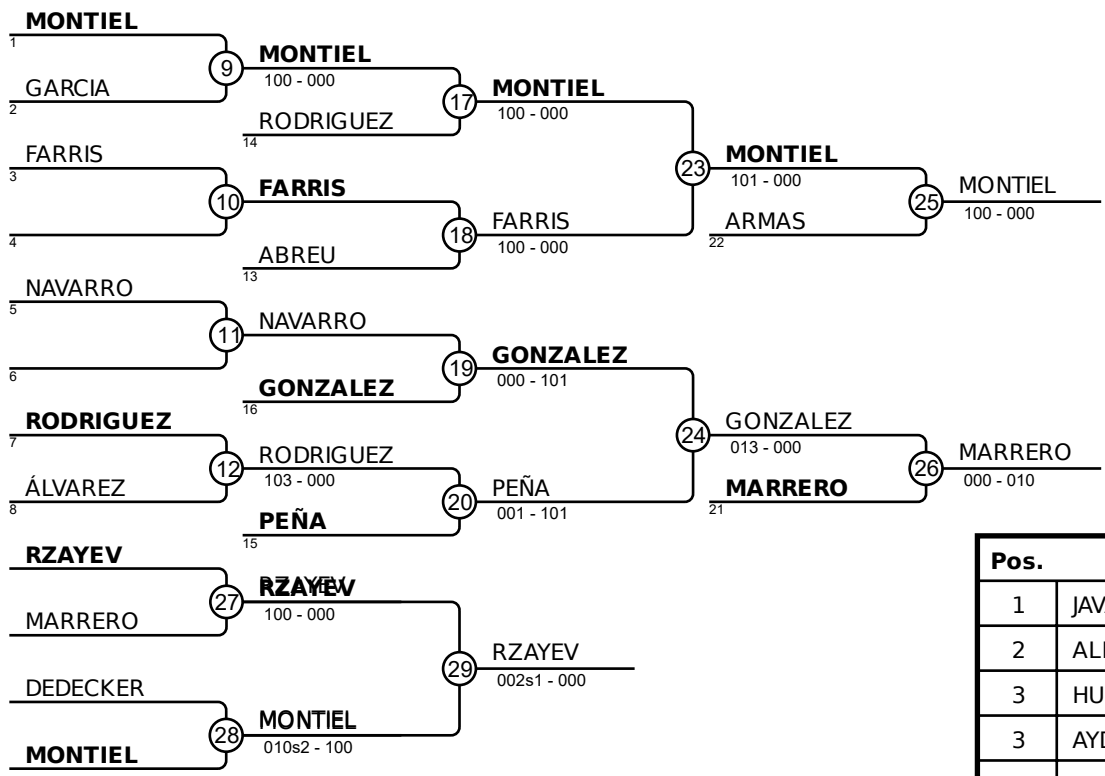 MONTIEL
1
GARCIA
2
9
MONTIEL
100 - 000
RODRIGUEZ
14
17
MONTIEL
100 - 000
FARRIS
3
4
10
FARRIS
ABREU
13
18
FARRIS
100 - 000
23
MONTIEL
101 - 000
ARMAS
22
25
MONTIEL
100 - 000
NAVARRO
5
6
11
NAVARRO
GONZALEZ
16
19
GONZALEZ
000 - 101
RODRIGUEZ
7
ÁLVAREZ
8
12
RODRIGUEZ
103 - 000
PEÑA
15
20
PEÑA
001 - 101
24
GONZALEZ
013 - 000
MARRERO
21
26
MARRERO
000 - 010
RZAYEV
MARRERO
27
RZAYEV
RZAYEV
100 - 000
DEDECKER
MONTIEL
28
MONTIEL
010s2 - 100
29
RZAYEV
002s1 - 000
Pos.
1 JAV
2
3 HU
3